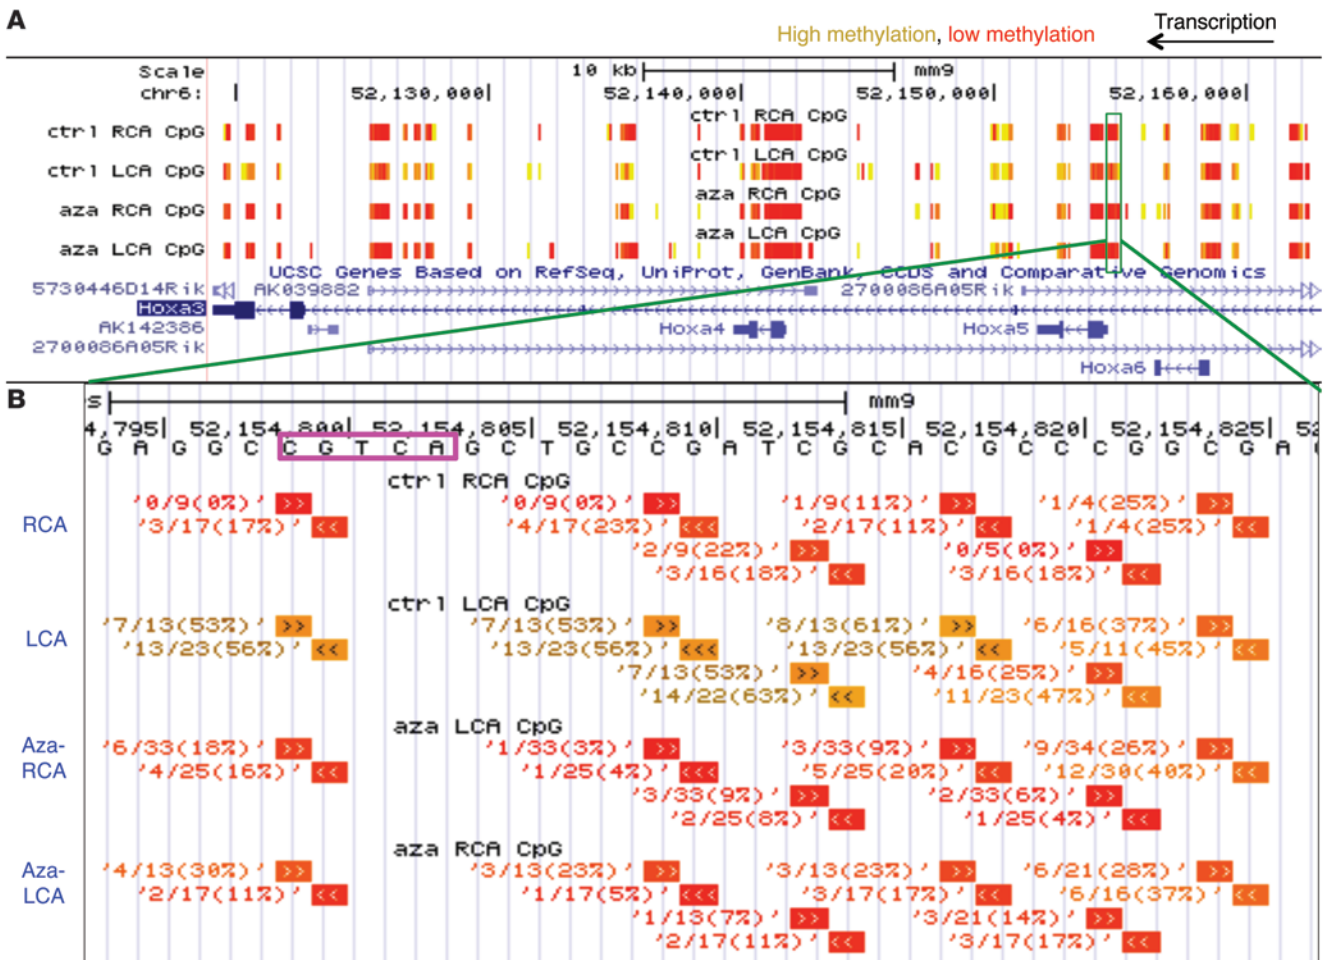 A
High methylation, low methylation
Transcription
Scale 10 kb mm9
chr6: 52,130,000| 52,140,000| 52,150,000| 52,160,000|
ctrl RCA CpG
ctrl RCA CpG
ctrl LCA CpG
ctrl LCA CpG
aza RCA CpG
aza RCA CpG
aza LCA CpG
aza LCA CpG
UCSC Genes Based on RefSeq, UniProt, GenBank, CCDS and Comparative Genomics
5730446D14Rik AK039882 2700086A05Rik
Hoxa3
AK142386 Hoxa4 Hoxa5
2700086A05Rik
Hoxa6
B
s mm9
4,795| 52,154,800| 52,154,805| 52,154,810| 52,154,815| 52,154,820| 52,154,825| 52
G A G G C C G T C A G C T G C C G A T C G C A C G C C C G G C G A
ctrl RCA CpG
RCA
'0/9(0%)' >> '0/9(0%)' >> '1/9(11%)' >> '1/4(25%)' >>
'3/17(17%)' << '4/17(23%)' <<< '2/17(11%)' << '1/4(25%)' <<
'2/9(22%)' >> '0/5(0%)' >>
'3/16(18%)' << '3/16(18%)' <<
ctrl LCA CpG
LCA
'7/13(53%)' >> '7/13(53%)' >> '8/13(61%)' >> '6/16(37%)' >>
'13/23(56%)' << '13/23(56%)' <<< '13/23(56%)' << '5/11(45%)' <<
'7/13(53%)' >> '4/16(25%)' >>
'14/22(63%)' << '11/23(47%)' <<
aza LCA CpG
Aza-
RCA
'6/33(18%)' >> '1/33(3%)' >> '3/33(9%)' >> '9/34(26%)' >>
'4/25(16%)' << '1/25(4%)' <<< '5/25(20%)' << '12/30(40%)' <<
'3/33(9%)' >> '2/33(6%)' >>
'2/25(8%)' << '1/25(4%)' <<
aza RCA CpG
Aza-
LCA
'4/13(30%)' >> '3/13(23%)' >> '3/13(23%)' >> '6/21(28%)' >>
'2/17(11%)' << '1/17(5%)' <<< '3/17(17%)' << '6/16(37%)' <<
'1/13(7%)' >> '3/21(14%)' >>
'2/17(11%)' << '3/17(17%)' <<